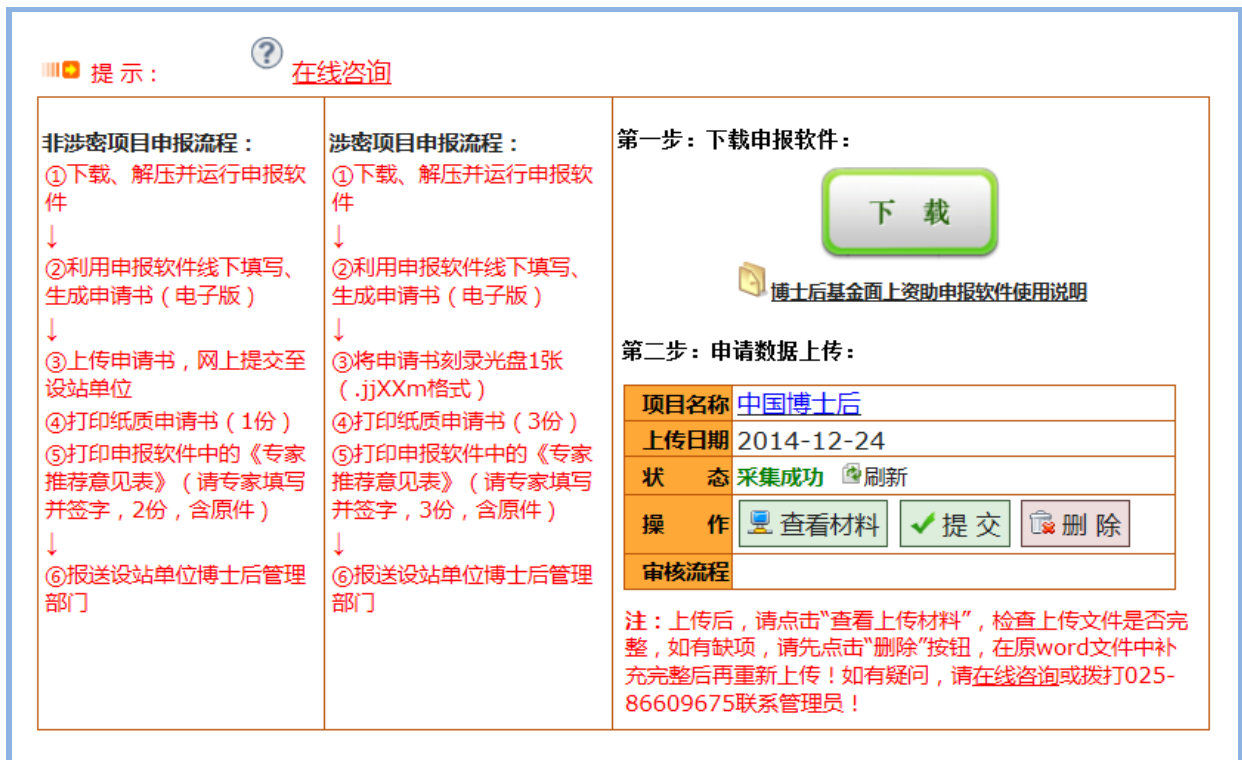 提 示：
在线咨询
非涉密项目申报流程：
①下载、解压并运行申报软
件
↓
②利用申报软件线下填写、
生成申请书（电子版）
↓
③上传申请书，网上提交至
设站单位
④打印纸质申请书（1份）
⑤打印申报软件中的《专家
推荐意见表》（请专家填写
并签字，2份，含原件）
↓
⑥报送设站单位博士后管理
部门
涉密项目申报流程：
①下载、解压并运行申报软
件
↓
②利用申报软件线下填写、
生成申请书（电子版）
↓
③将申请书刻录光盘1张
（.jjXXm格式）
④打印纸质申请书（3份）
⑤打印申报软件中的《专家
推荐意见表》（请专家填写
并签字，3份，含原件）
↓
⑥报送设站单位博士后管理
部门
第一步：下载申报软件：
下 载
博士后基金面上资助申报软件使用说明
第二步：申请数据上传：
项目名称 中国博士后
上传日期 2014-12-24
状 态 采集成功 刷新
操 作 查看材料 提 交 删 除
审核流程
注：上传后，请点击“查看上传材料”，检查上传文件是否完
整，如有缺项，请先点击“删除”按钮，在原word文件中补
充完整后再重新上传！如有疑问，请在线咨询或拨打025-
86609675联系管理员！